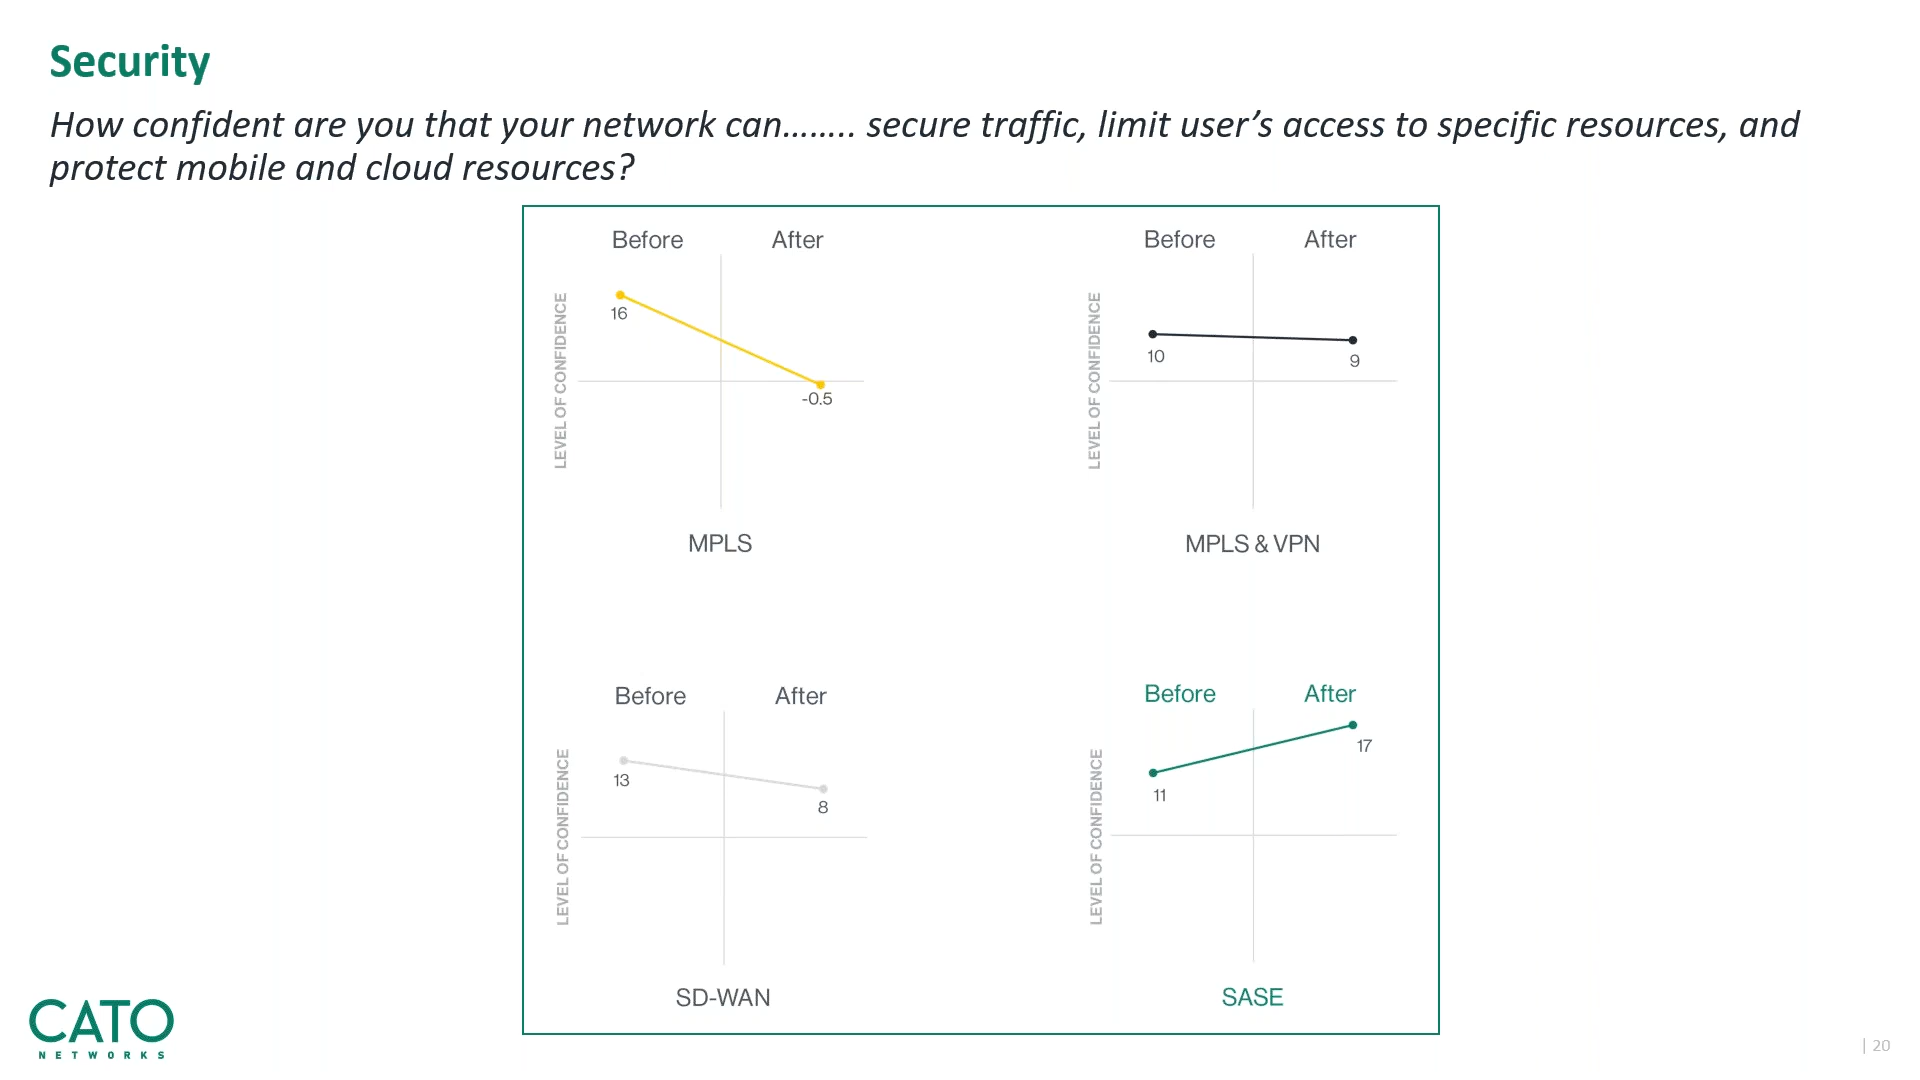 Security
How confident are you that your network can…….. secure traffic, limit user’s access to specific resources, and
protect mobile and cloud resources?
Before After
LEVEL OF CONFIDENCE
16
-0.5
MPLS
Before After
LEVEL OF CONFIDENCE
10
9
MPLS & VPN
Before After
LEVEL OF CONFIDENCE
13
8
SD-WAN
Before After
LEVEL OF CONFIDENCE
17
11
SASE
CATO
NETWORKS
| 20